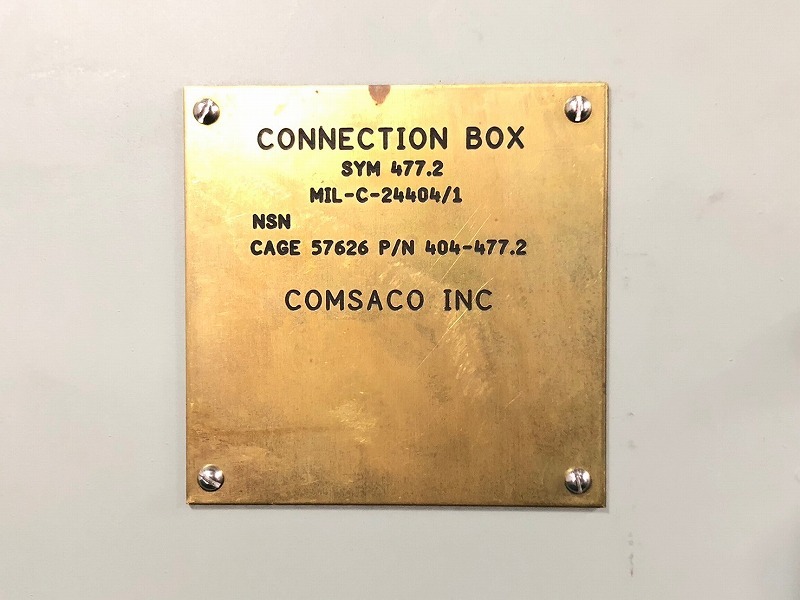 CONNECTION BOX
SYM 477.2
MIL-C-24404/1
NSN
CAGE 57626 P/N 404-477.2
COMSACO INC